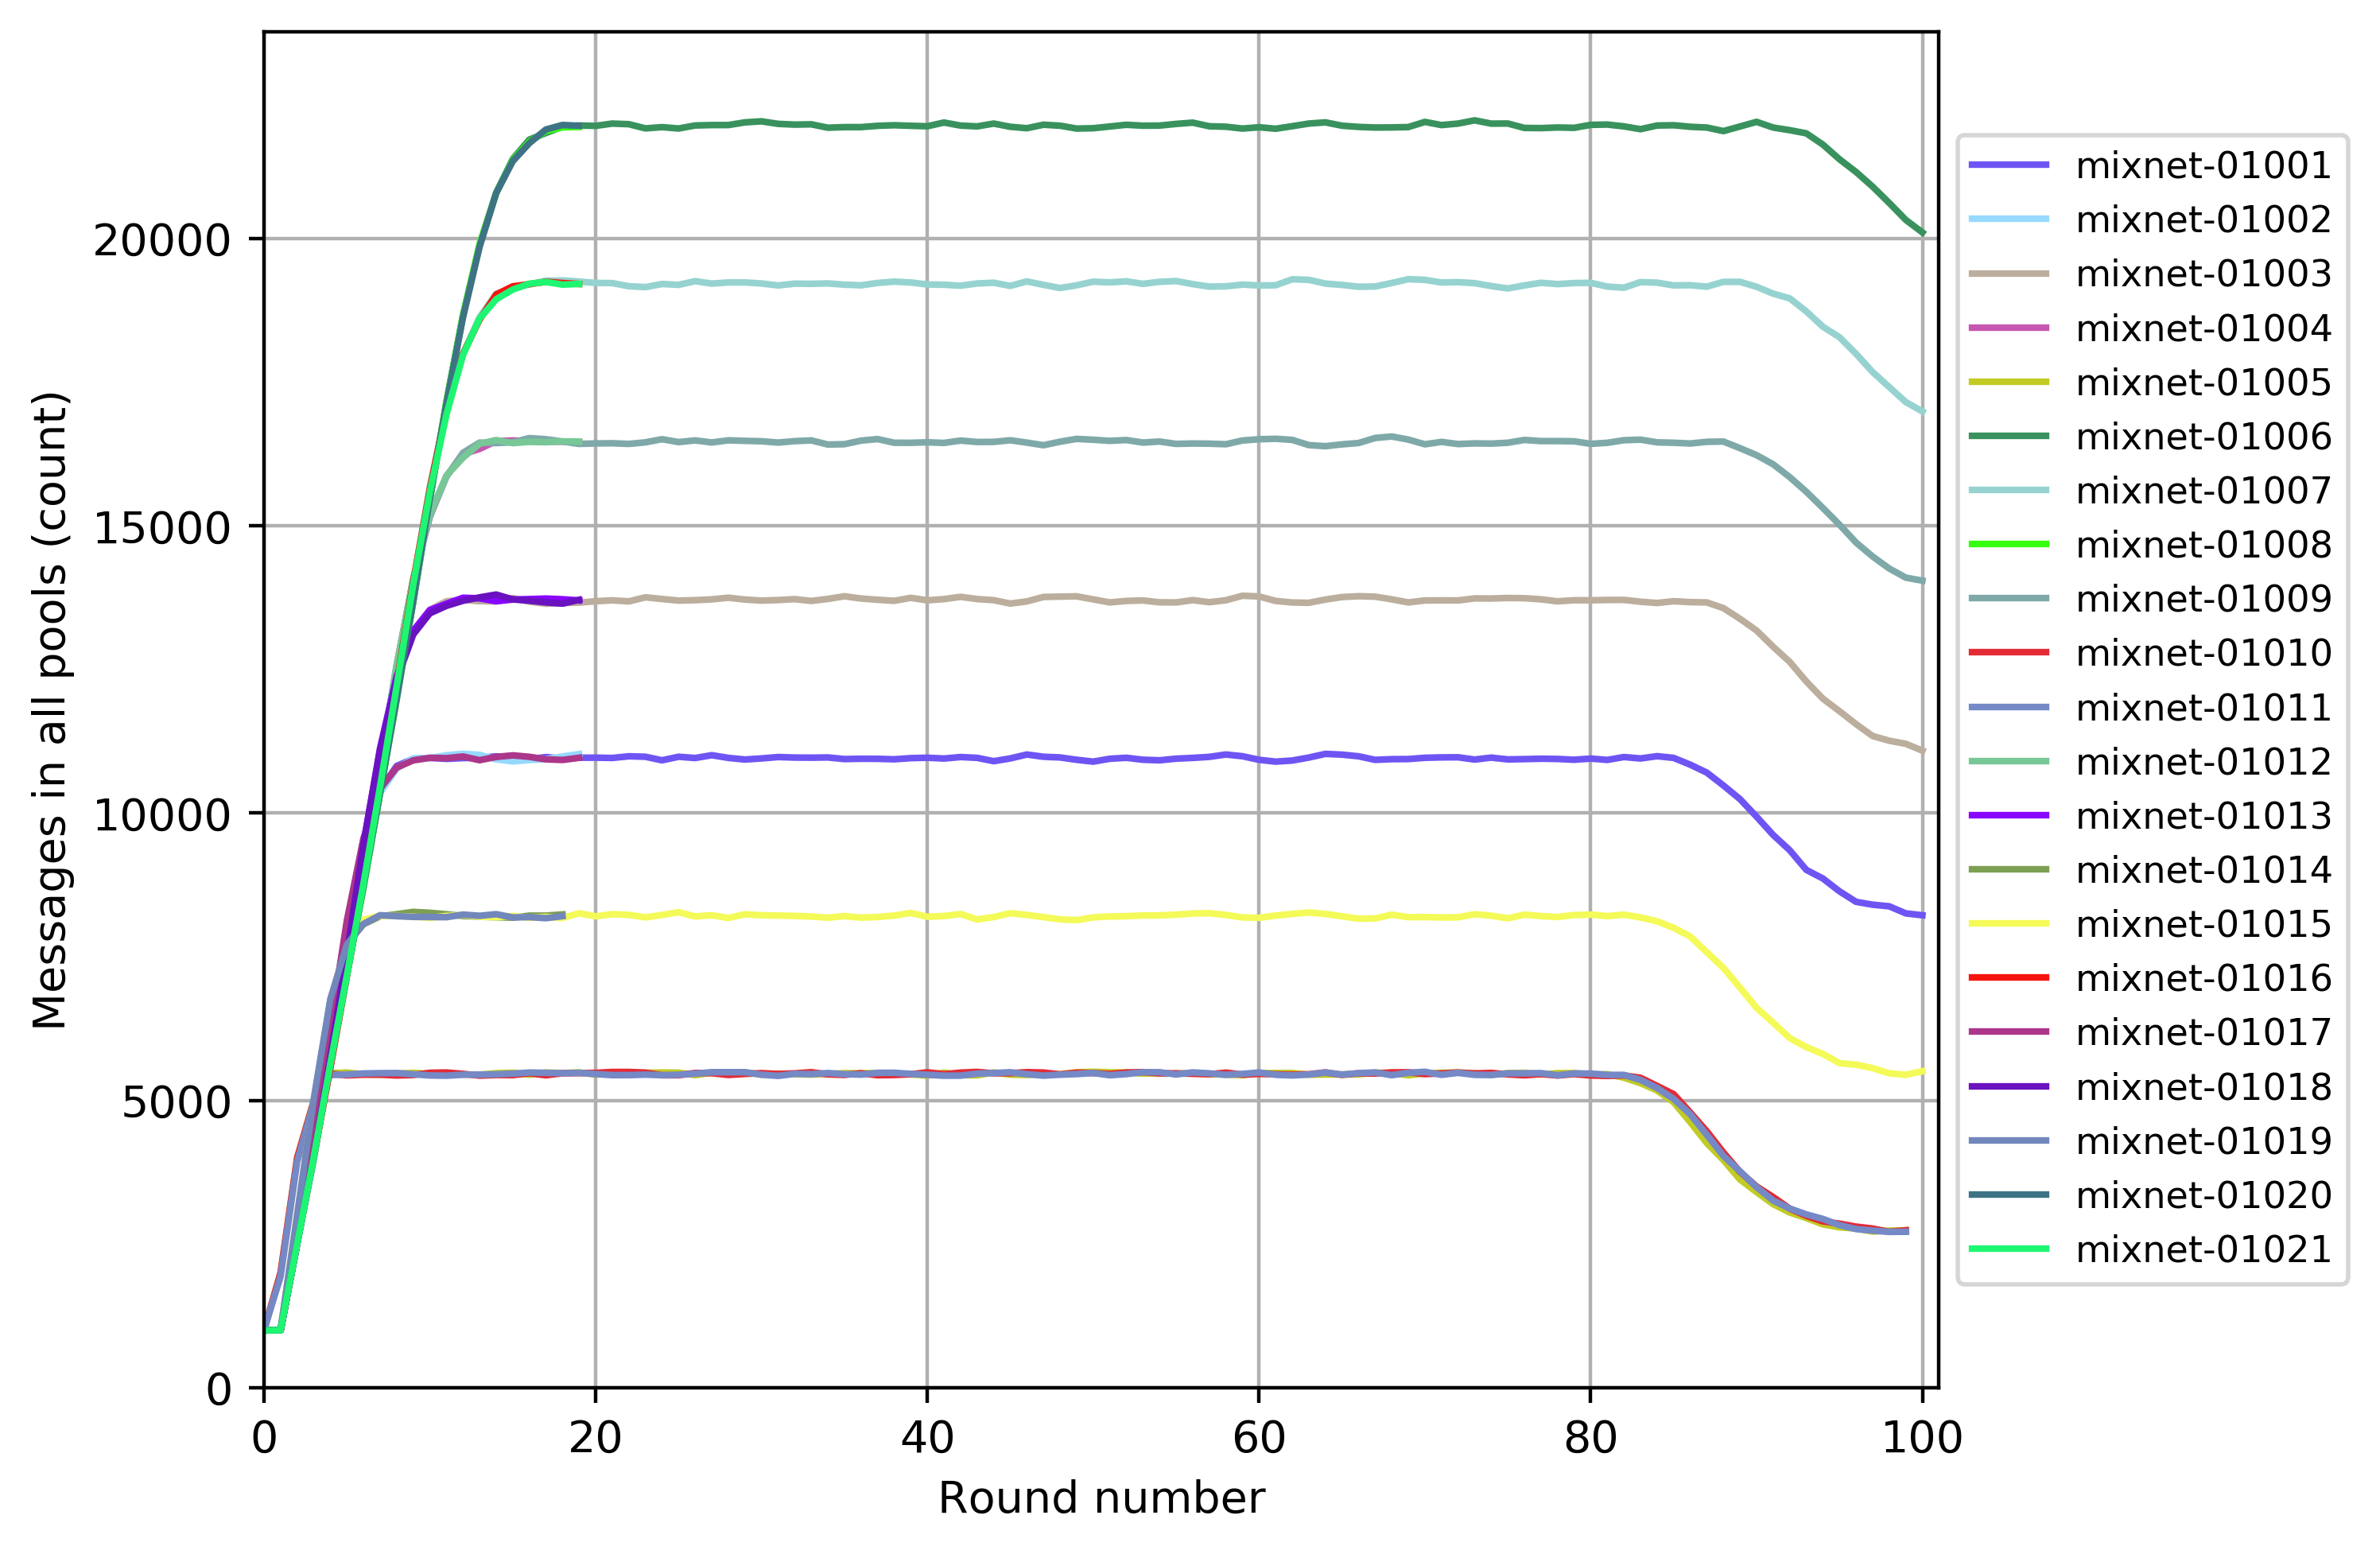 Messages in all pools (count)
20000
15000
10000
5000
0
0 20 40 60 80 100
Round number
mixnet-01001
mixnet-01002
mixnet-01003
mixnet-01004
mixnet-01005
mixnet-01006
mixnet-01007
mixnet-01008
mixnet-01009
mixnet-01010
mixnet-01011
mixnet-01012
mixnet-01013
mixnet-01014
mixnet-01015
mixnet-01016
mixnet-01017
mixnet-01018
mixnet-01019
mixnet-01020
mixnet-01021